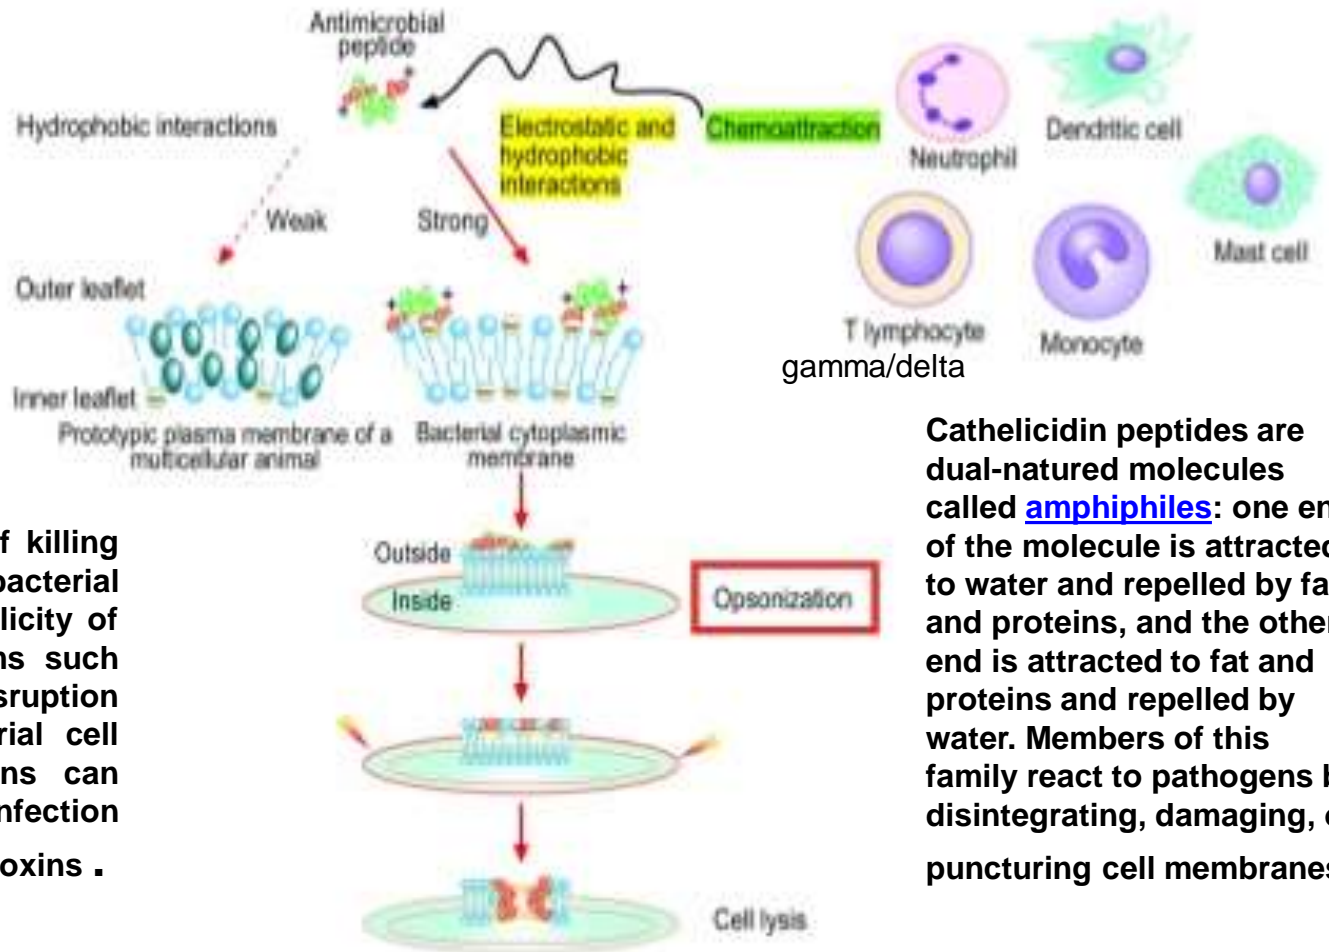 Antimicrobial
peptide
Hydrophobic interactions
Electrostatic and
hydrophobic
interactions
Chemoattraction
Neutrophil
Dendritic cell
Mast cell
Weak
Strong
Outer leaflet
T lymphocyte
gamma/delta
Monocyte
Inner leaflet
Prototypic plasma membrane of a
multicellular animal
Bacterial cytoplasmic
membrane
Outside
Inside
Opsonization
Cell lysis
f killing
bacterial
licity of
ns such
sruption
rial cell
ns can
nfection
oxins .
Cathelicidin peptides are
dual-natured molecules
called amphiphiles: one en
of the molecule is attracted
to water and repelled by fa
and proteins, and the other
end is attracted to fat and
proteins and repelled by
water. Members of this
family react to pathogens b
disintegrating, damaging, o
puncturing cell membranes